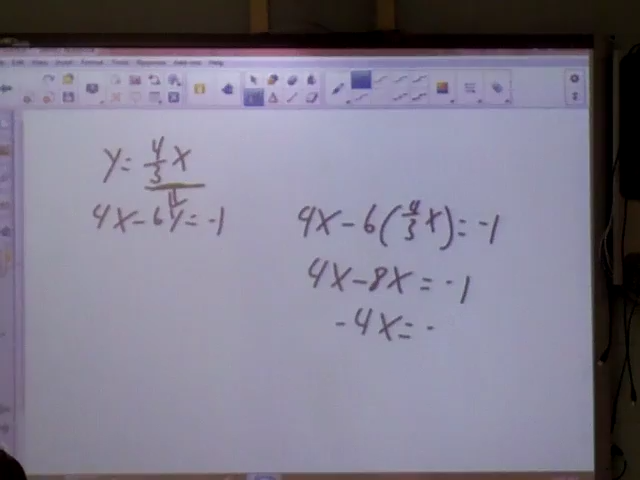 y = 4/3 x
4x - 6y = -1
4x - 6(4/3 x) = -1
4x - 8x = -1
-4x = -